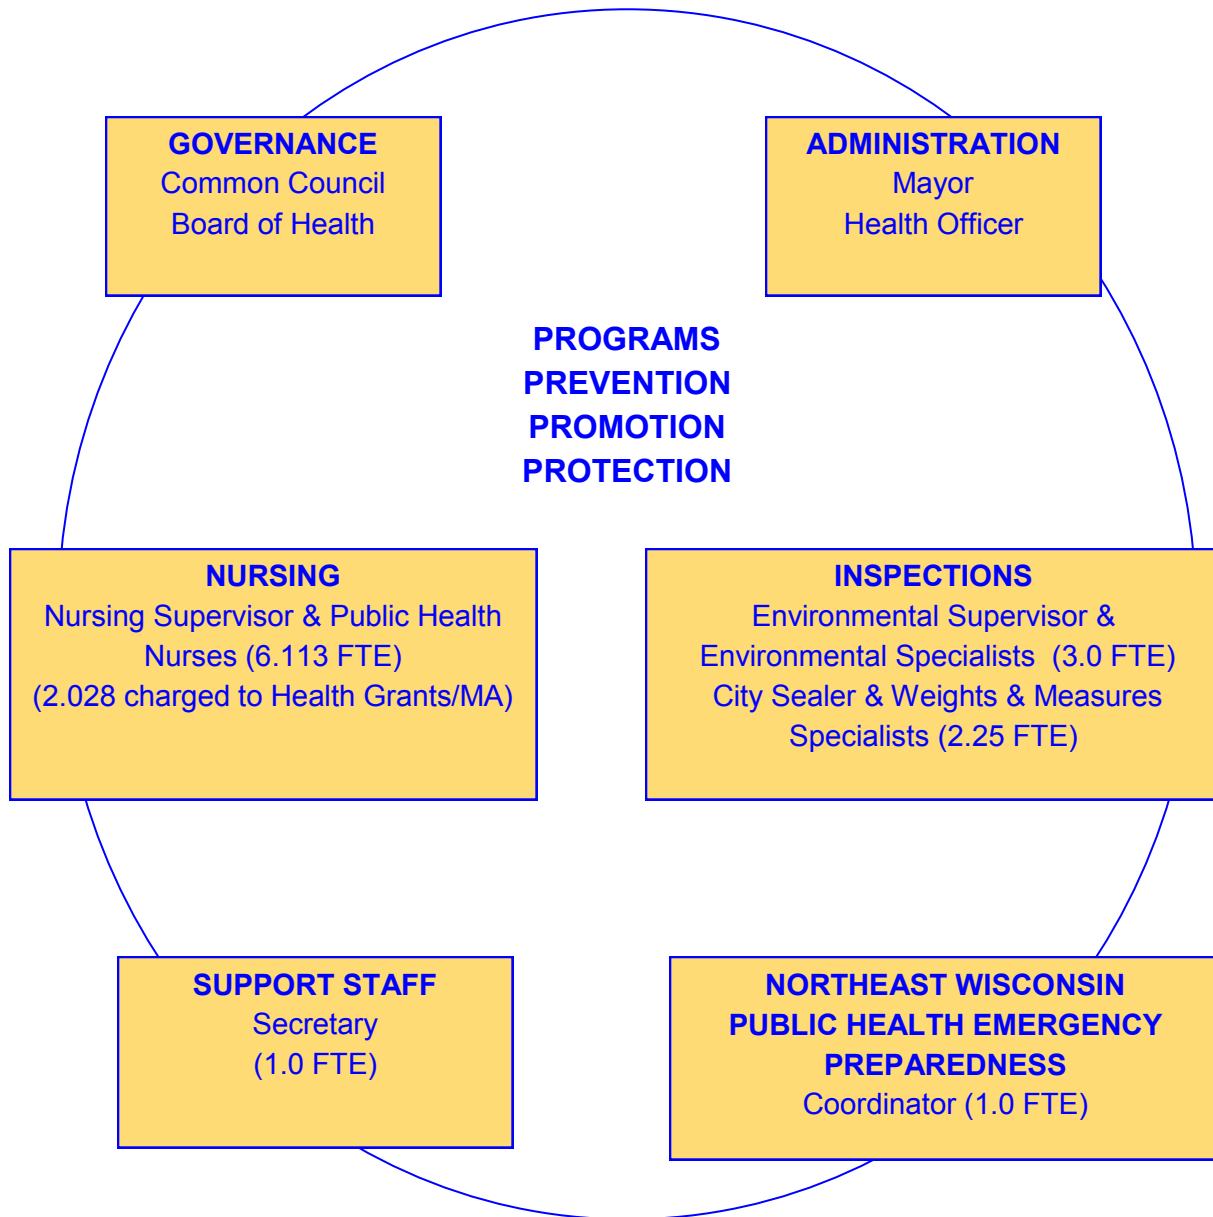 GOVERNANCE
Common Council
Board of Health
ADMINISTRATION
Mayor
Health Officer
PROGRAMS
PREVENTION
PROMOTION
PROTECTION
NURSING
Nursing Supervisor & Public Health
Nurses (6.113 FTE)
(2.028 charged to Health Grants/MA)
INSPECTIONS
Environmental Supervisor &
Environmental Specialists  (3.0 FTE)
City Sealer & Weights & Measures
Specialists (2.25 FTE)
SUPPORT STAFF
Secretary
(1.0 FTE)
NORTHEAST WISCONSIN
PUBLIC HEALTH EMERGENCY
PREPAREDNESS
Coordinator (1.0 FTE)